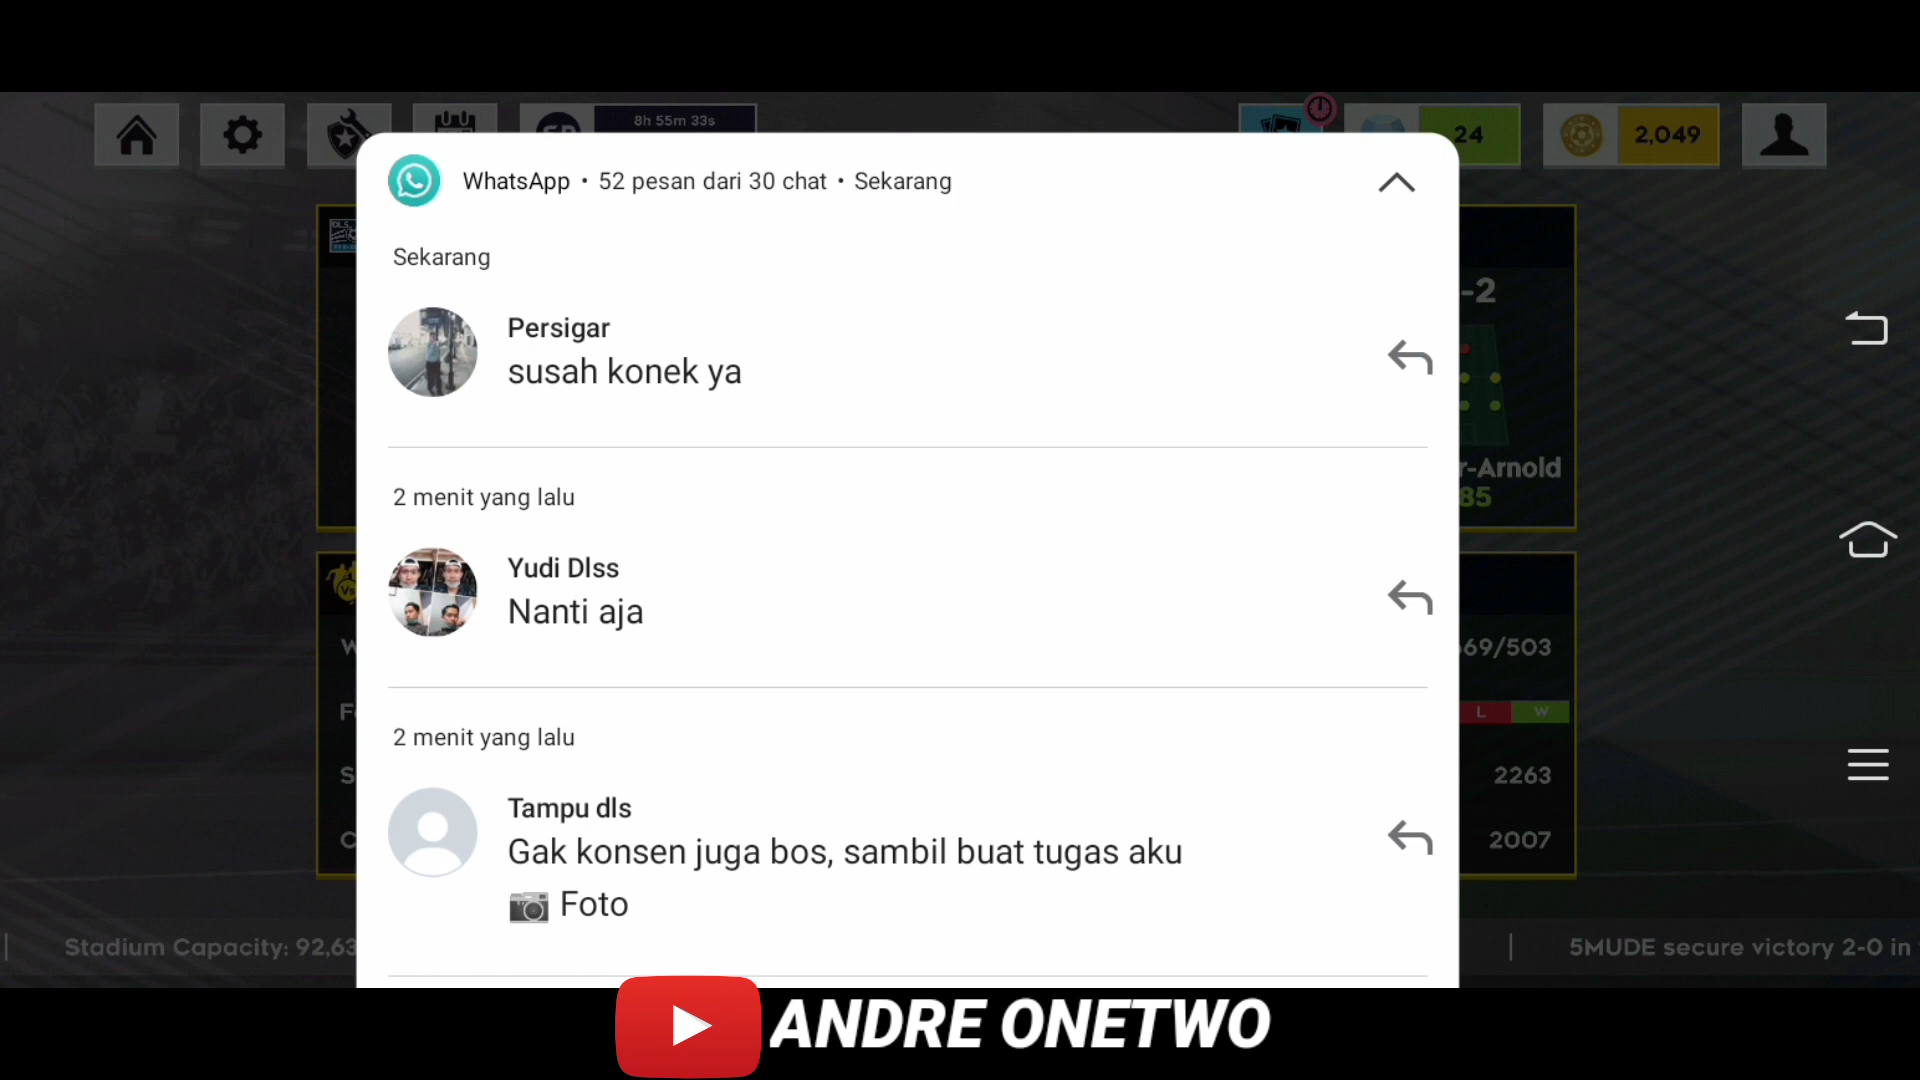 8h 55m 33s
24
2,049
WhatsApp • 52 pesan dari 30 chat • Sekarang
Sekarang
Persigar
susah konek ya
-2
r-Arnold
85
2 menit yang lalu
Yudi Dlss
Nanti aja
69/503
L W
2 menit yang lalu
2263
Tampu dls
Gak konsen juga bos, sambil buat tugas aku
2007
Foto
Stadium Capacity: 92,63
5MUDE secure victory 2-0 in
ANDRE ONETWO